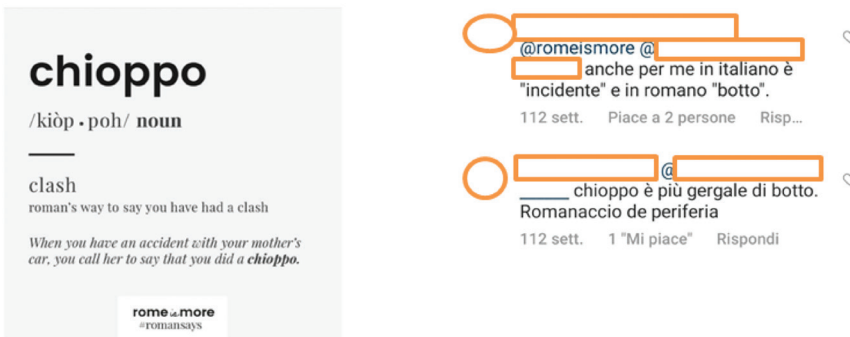 chioppo
/kiòp • poh/ noun
clash
roman's way to say you have had a clash
When you have an accident with your mother's
car, you call her to say that you did a chioppo.
rome is more
#romansays
@romeismore @
anche per me in italiano è
"incidente" e in romano "botto".
112 sett. Piace a 2 persone Risp...
@
chioppo è più gergale di botto.
Romanaccio de periferia
112 sett. 1 "Mi piace" Rispondi